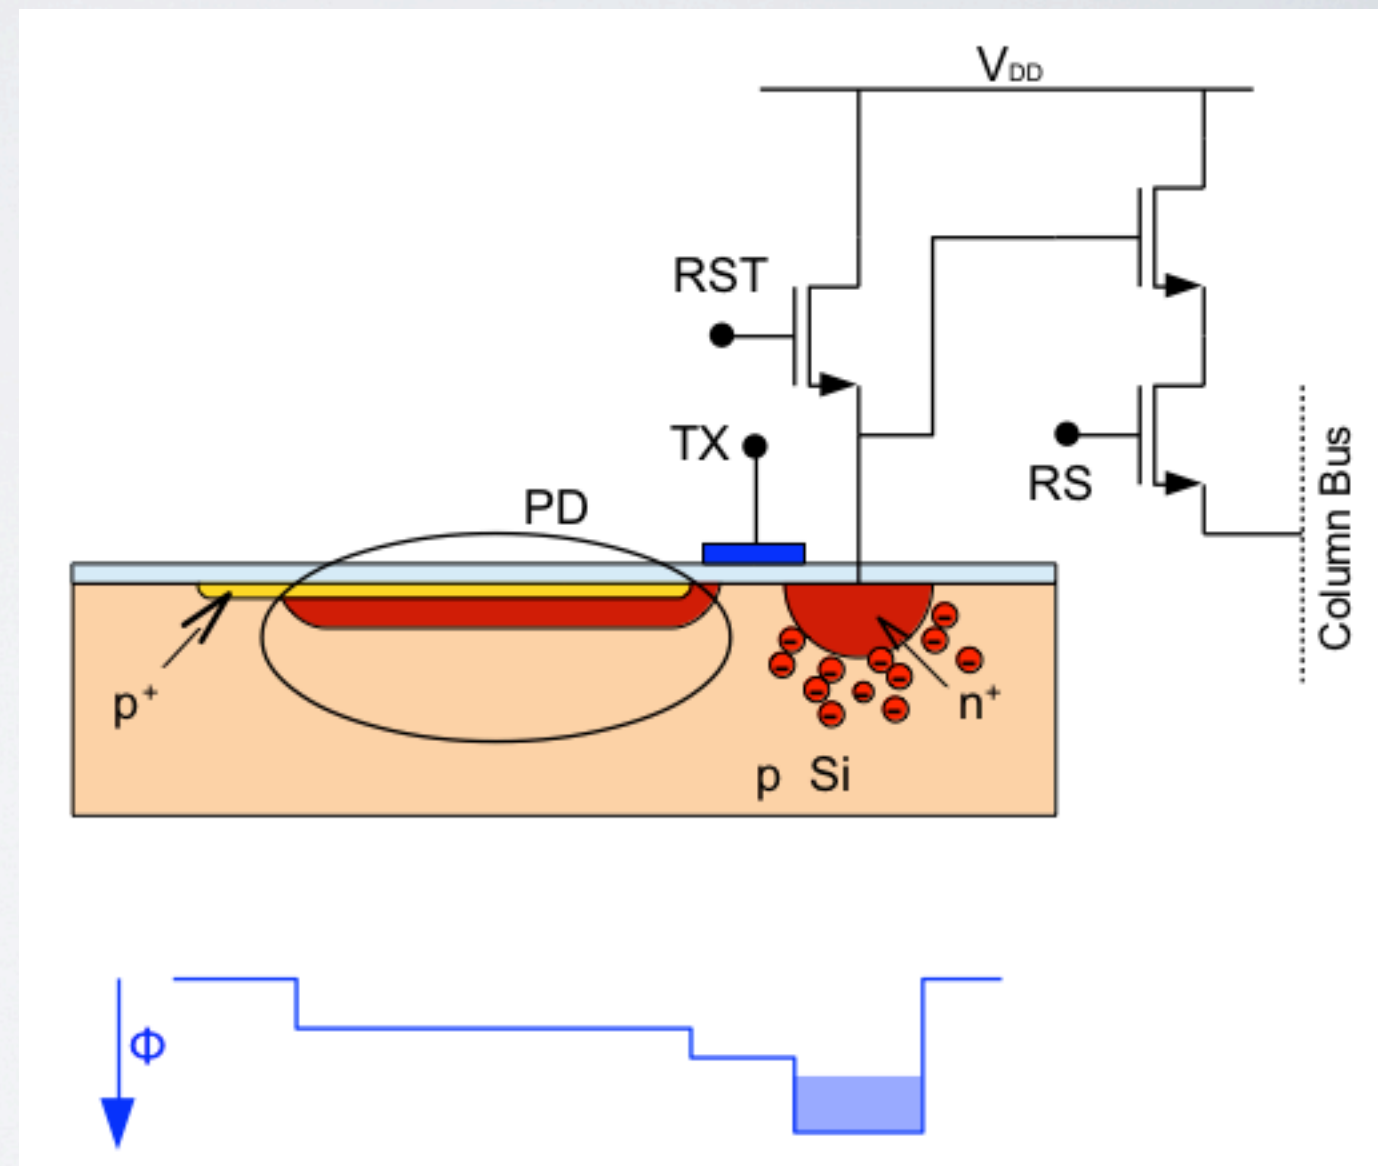 VDD
RST
TX
RS
PD
Column Bus
p+
n+
p Si
Φ